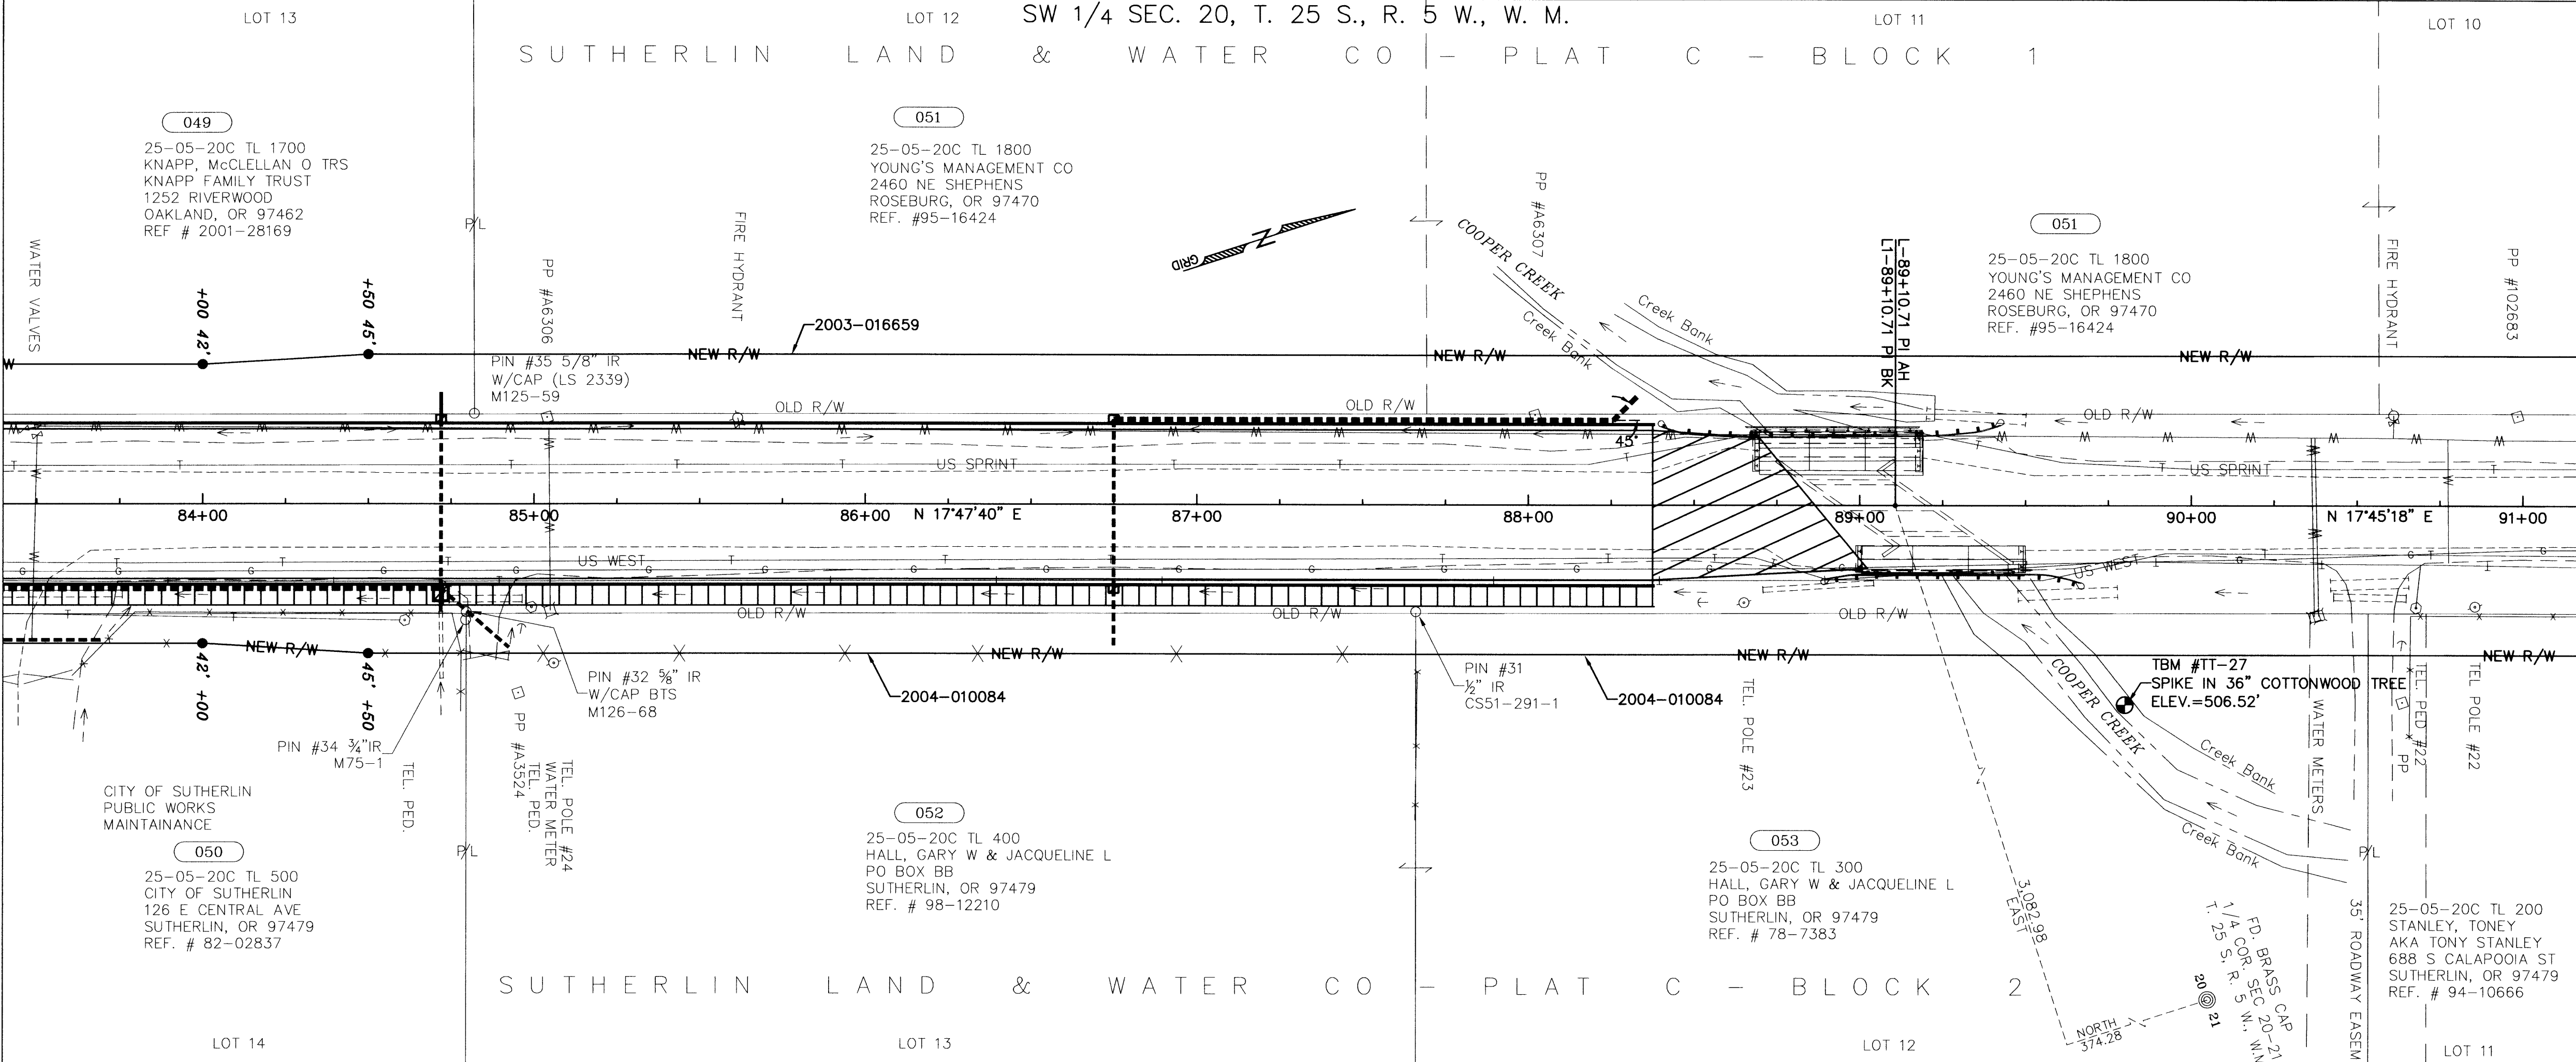 LOT 13
LOT 12
SW 1/4 SEC. 20, T. 25 S., R. 5 W., W. M.
LOT 11
LOT 10
SUTHERLIN LAND & WATER CO - PLAT C - BLOCK 1
049
25-05-20C TL 1700
KNAPP, McCLELLAN O TRS
KNAPP FAMILY TRUST
1252 RIVERWOOD
OAKLAND, OR 97462
REF # 2001-28169
051
25-05-20C TL 1800
YOUNG'S MANAGEMENT CO
2460 NE SHEPHENS
ROSEBURG, OR 97470
REF. #95-16424
051
25-05-20C TL 1800
YOUNG'S MANAGEMENT CO
2460 NE SHEPHENS
ROSEBURG, OR 97470
REF. #95-16424
WATER VALVES
+00 42'
+50 45'
P/L
PP #A6306
FIRE HYDRANT
GRID
N
PP #A6307
COOPER CREEK
Creek Bank
Creek Bank
L-89+10.71 PI AH
L1-89+10.71 PI BK
FIRE HYDRANT
PP #102683
2003-016659
PIN #35 5/8" IR
W/CAP (LS 2339)
M125-59
NEW R/W
NEW R/W
NEW R/W
OLD R/W
OLD R/W
OLD R/W
45'
US SPRINT
US SPRINT
84+00
85+00
86+00
N 17°47'40" E
87+00
88+00
89+00
90+00
N 17°45'18" E
91+00
US WEST
US WEST
OLD R/W
OLD R/W
OLD R/W
NEW R/W
NEW R/W
NEW R/W
NEW R/W
42' +00
45' +50
PIN #34 ¾"IR
M75-1
PIN #32 ⅝" IR
W/CAP BTS
M126-68
2004-010084
PIN #31
½" IR
CS51-291-1
2004-010084
TBM #TT-27
SPIKE IN 36" COTTONWOOD TREE
ELEV.=506.52'
COOPER CREEK
Creek Bank
Creek Bank
TEL. PED.
PP #A3524
TEL. PED.
WATER METER
TEL. POLE #24
TEL. POLE #23
WATER METERS
PP
TEL. PED #22
TEL POLE #22
P/L
P/L
CITY OF SUTHERLIN
PUBLIC WORKS
MAINTAINANCE
050
25-05-20C TL 500
CITY OF SUTHERLIN
126 E CENTRAL AVE
SUTHERLIN, OR 97479
REF. # 82-02837
052
25-05-20C TL 400
HALL, GARY W & JACQUELINE L
PO BOX BB
SUTHERLIN, OR 97479
REF. # 98-12210
053
25-05-20C TL 300
HALL, GARY W & JACQUELINE L
PO BOX BB
SUTHERLIN, OR 97479
REF. # 78-7383
3,082.98
EAST
NORTH
374.28
20
21
FD. BRASS CAP
1/4 COR. SEC 20-21
T. 25 S, R. 5 W., W.M
35' ROADWAY EASEM
25-05-20C TL 200
STANLEY, TONEY
AKA TONY STANLEY
688 S CALAPOOIA ST
SUTHERLIN, OR 97479
REF. # 94-10666
SUTHERLIN LAND & WATER CO - PLAT C - BLOCK 2
LOT 14
LOT 13
LOT 12
LOT 11